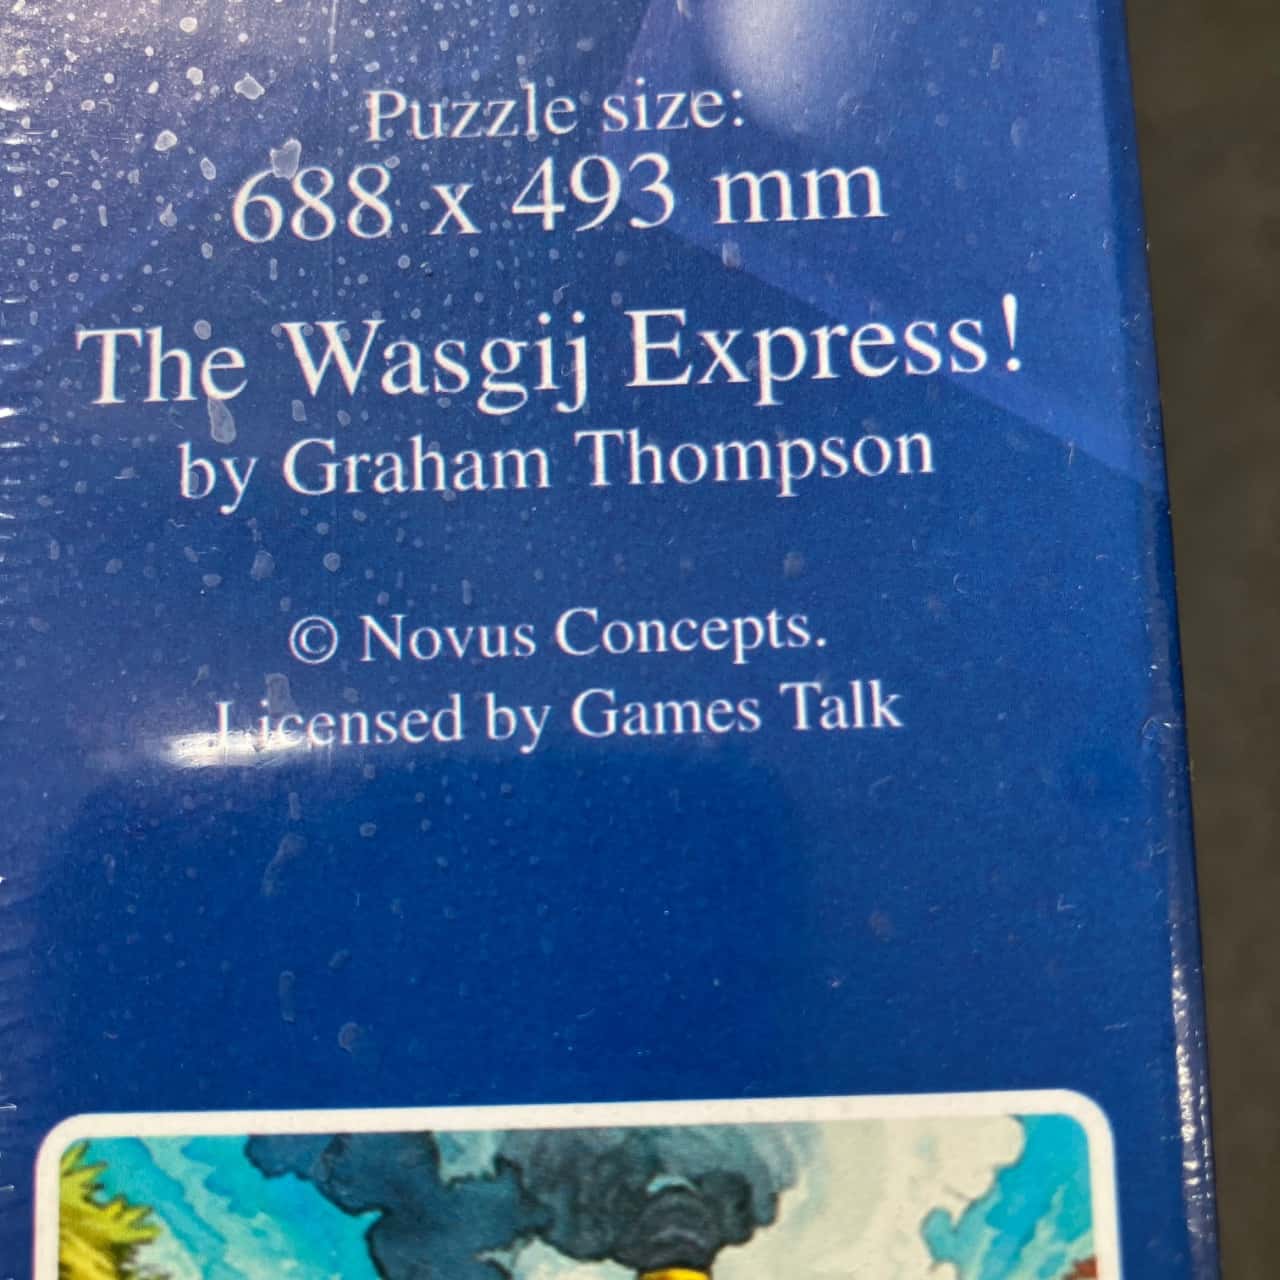 Puzzle size:
688 x 493 mm
The Wasgij Express!
by Graham Thompson
© Novus Concepts.
Licensed by Games Talk